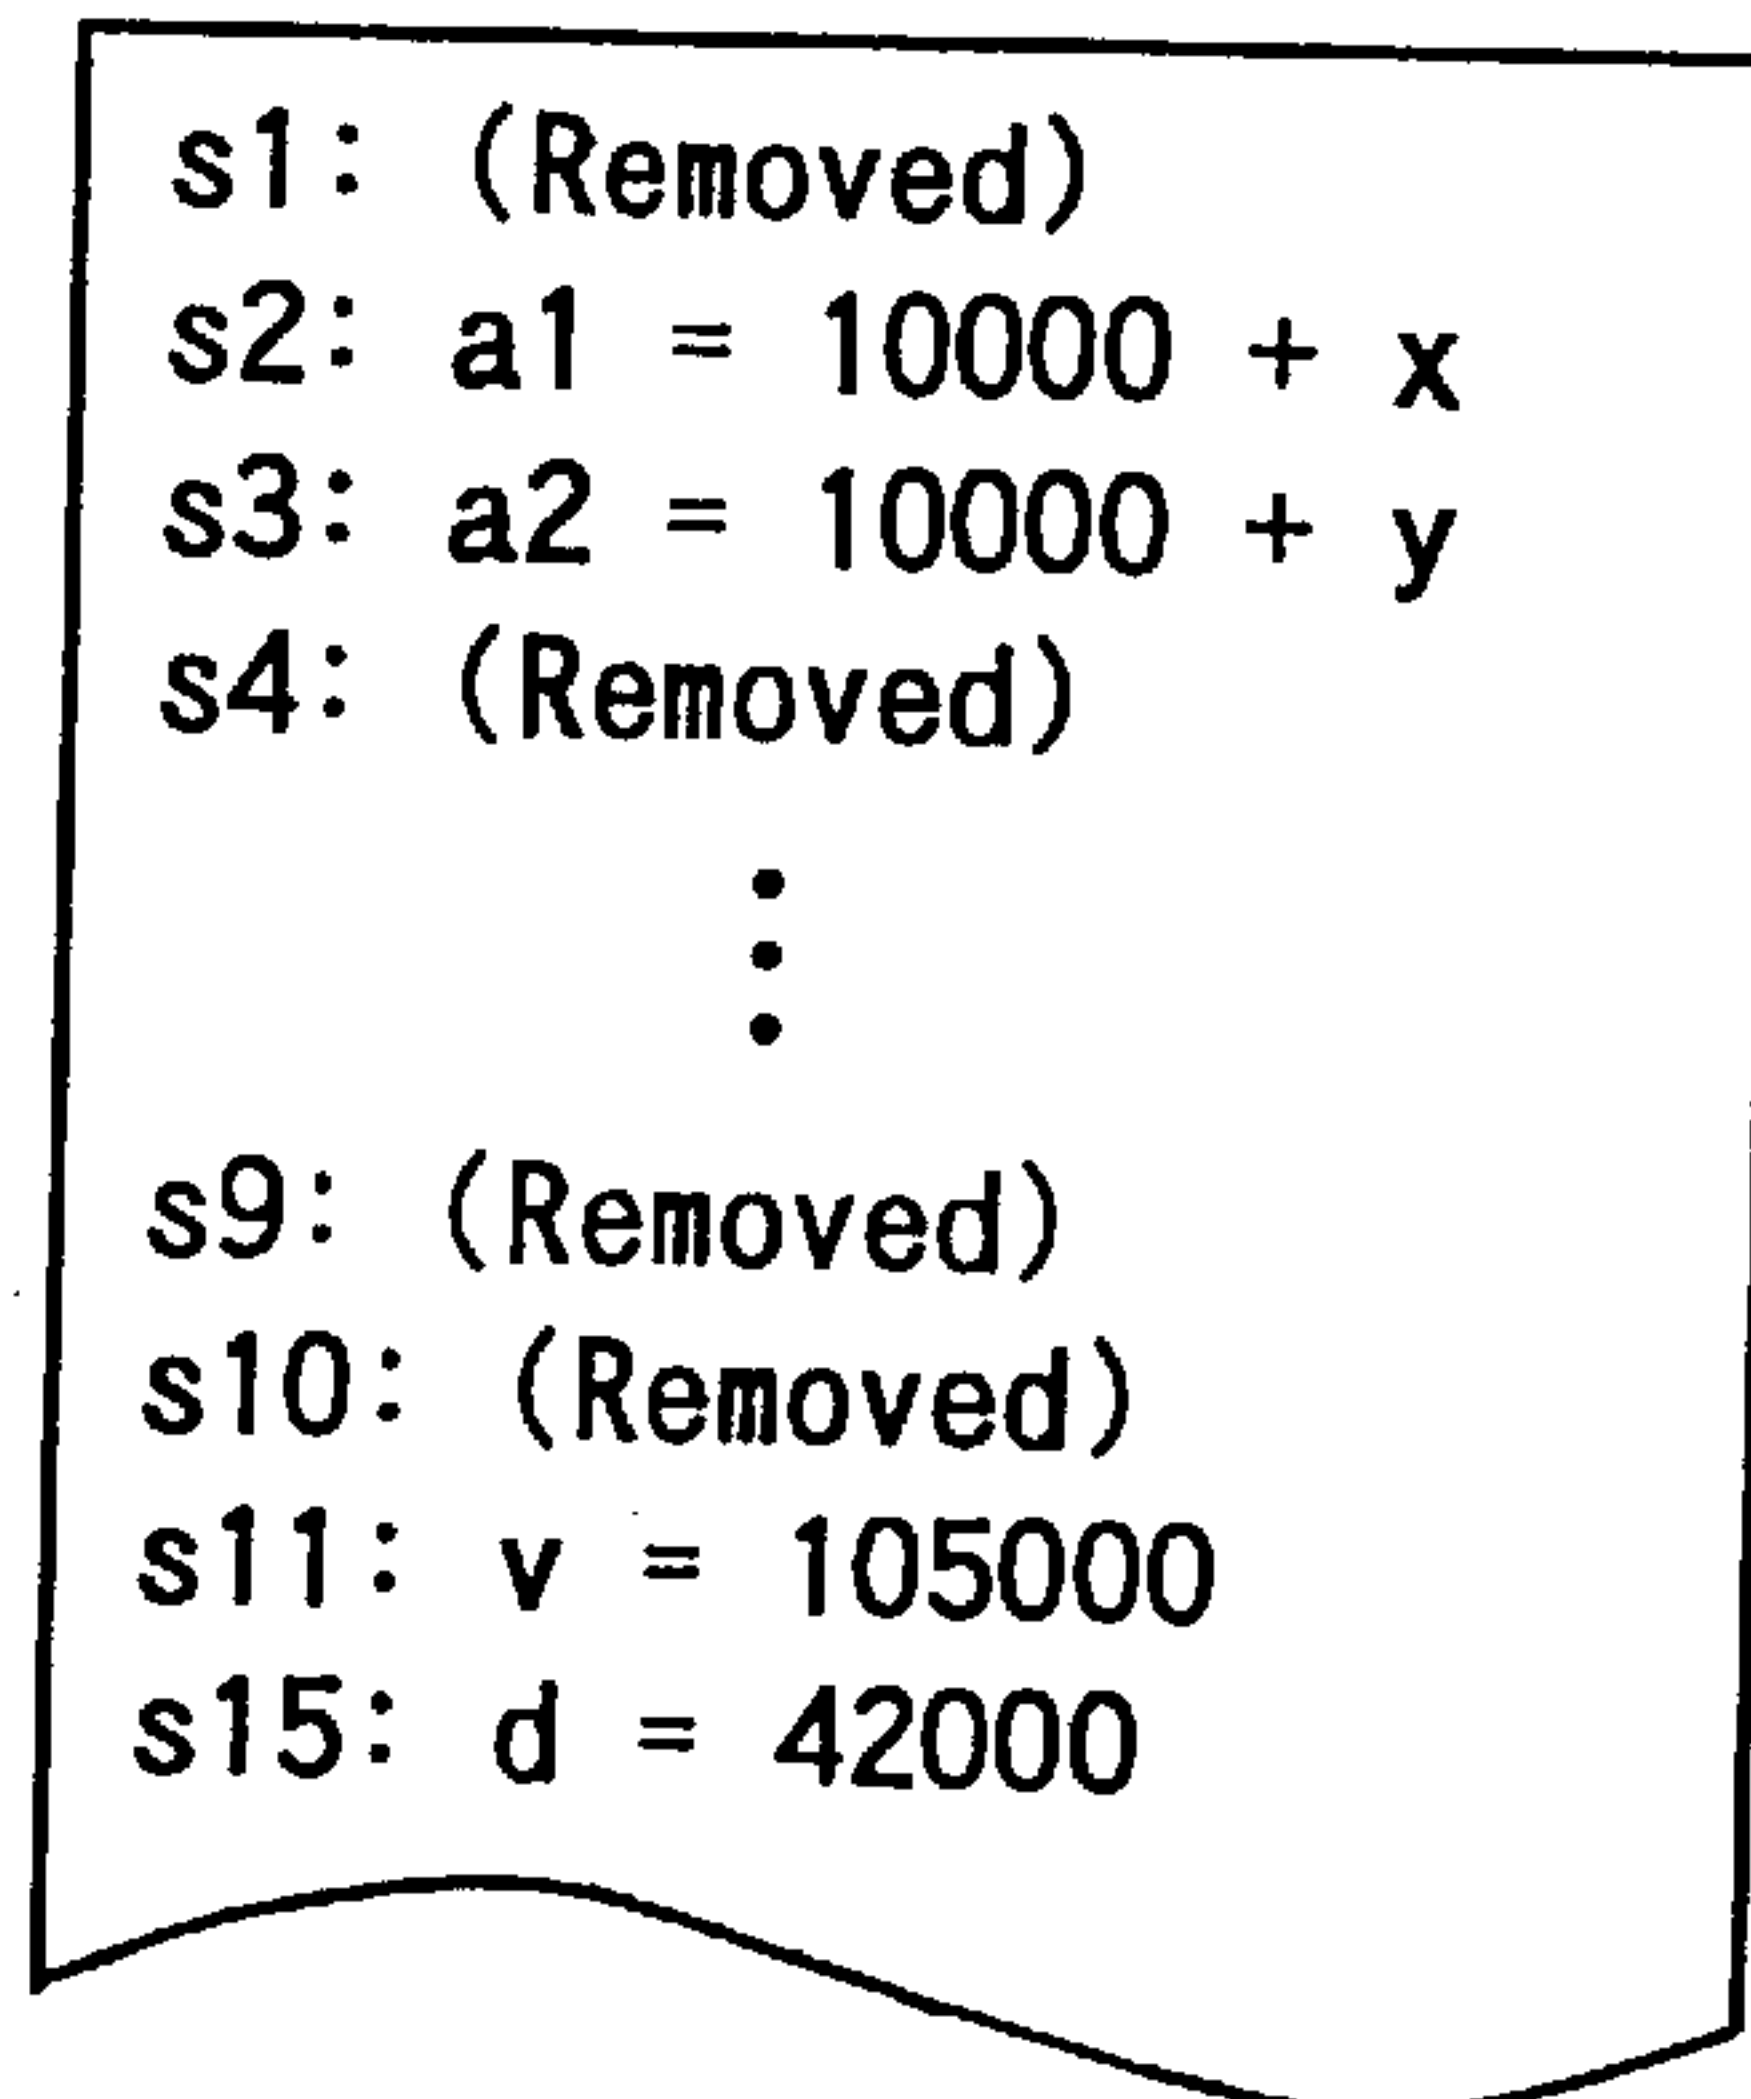 s1: (Removed)
s2: a1 = 10000 + x
s3: a2 = 10000 + y
s4: (Removed)
s9: (Removed)
s10: (Removed)
s11: v = 105000
s15: d = 42000